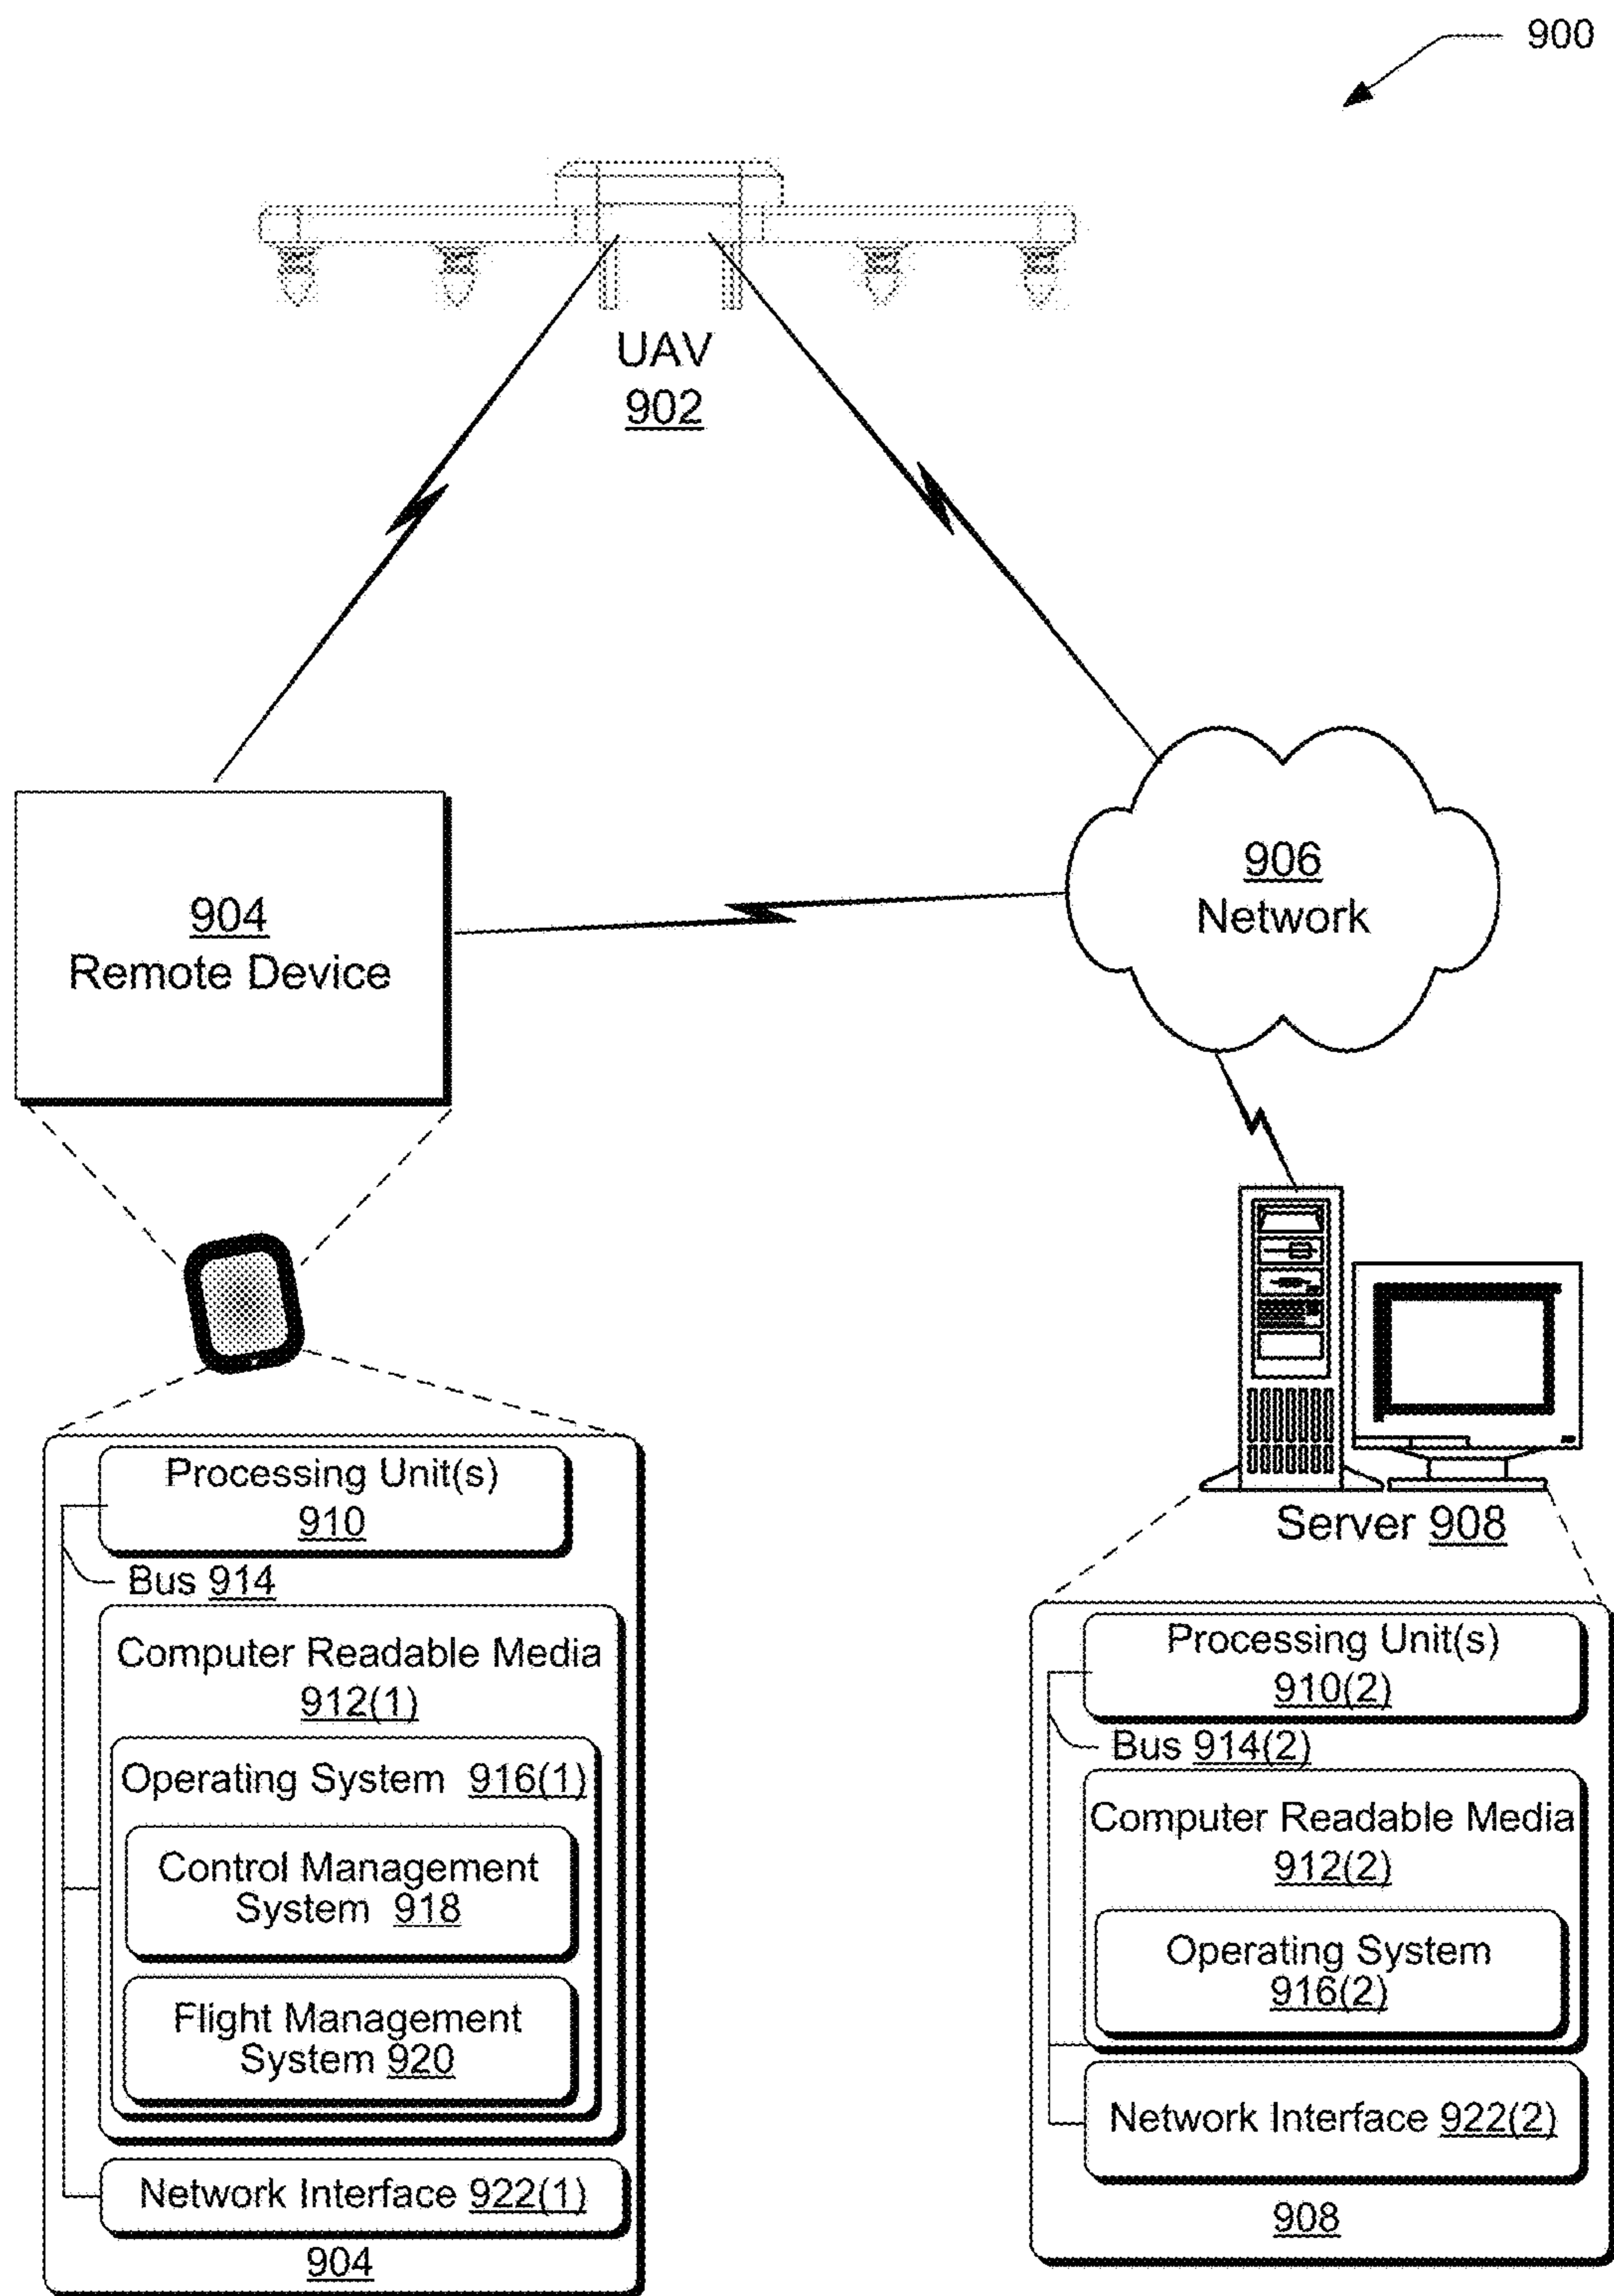 900
UAV
902
904
Remote Device
906
Network
Server 908
Processing Unit(s)
910
Bus 914
Computer Readable Media
912(1)
Operating System 916(1)
Control Management
System 918
Flight Management
System 920
Network Interface 922(1)
904
Processing Unit(s)
910(2)
Bus 914(2)
Computer Readable Media
912(2)
Operating System
916(2)
Network Interface 922(2)
908